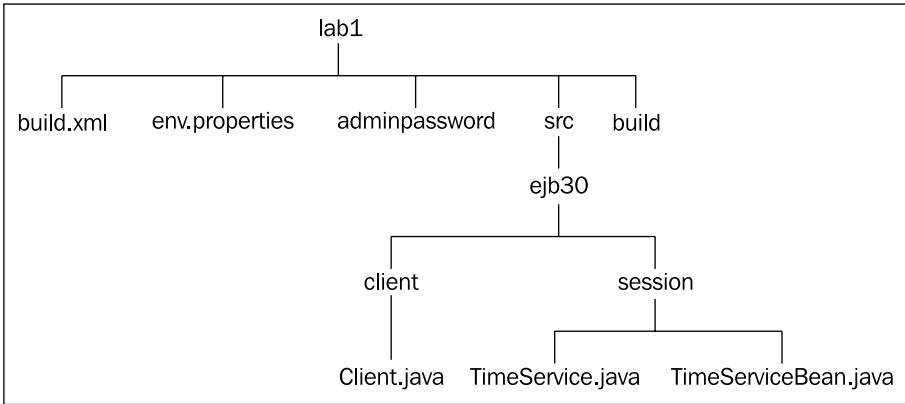 lab1
build.xml env.properties adminpassword src build
ejb30
client session
Client.java TimeService.java TimeServiceBean.java